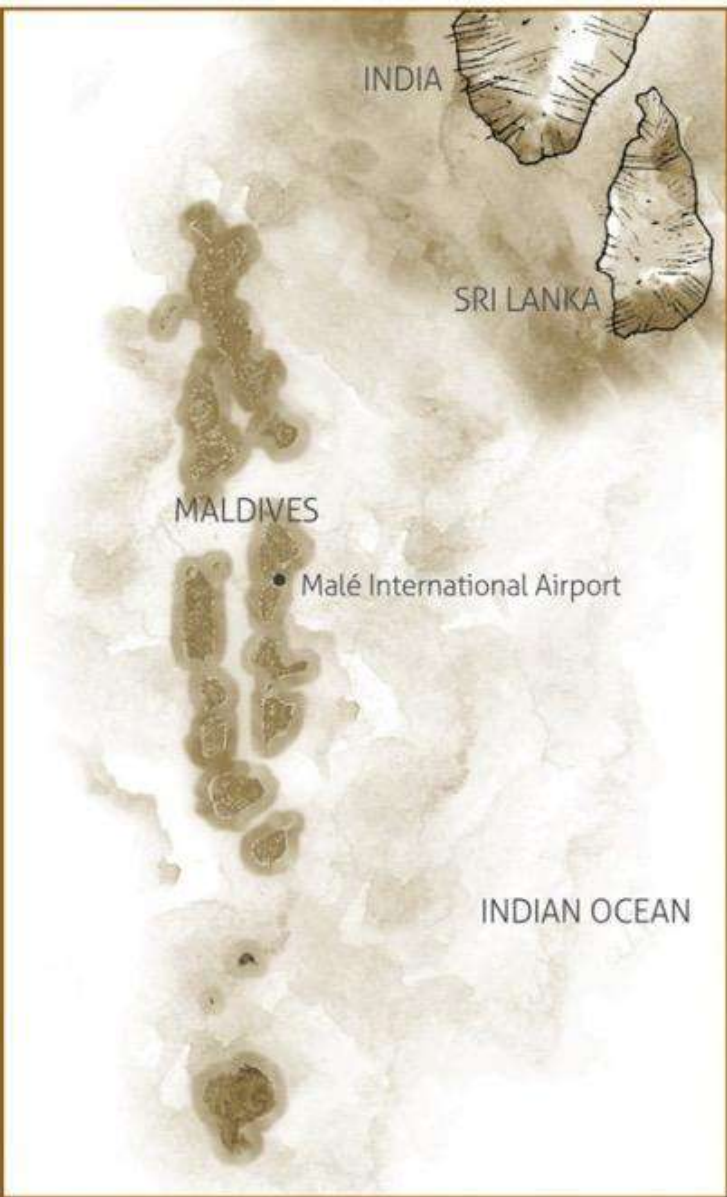 INDIA
SRI LANKA
MALDIVES
Malé International Airport
INDIAN OCEAN